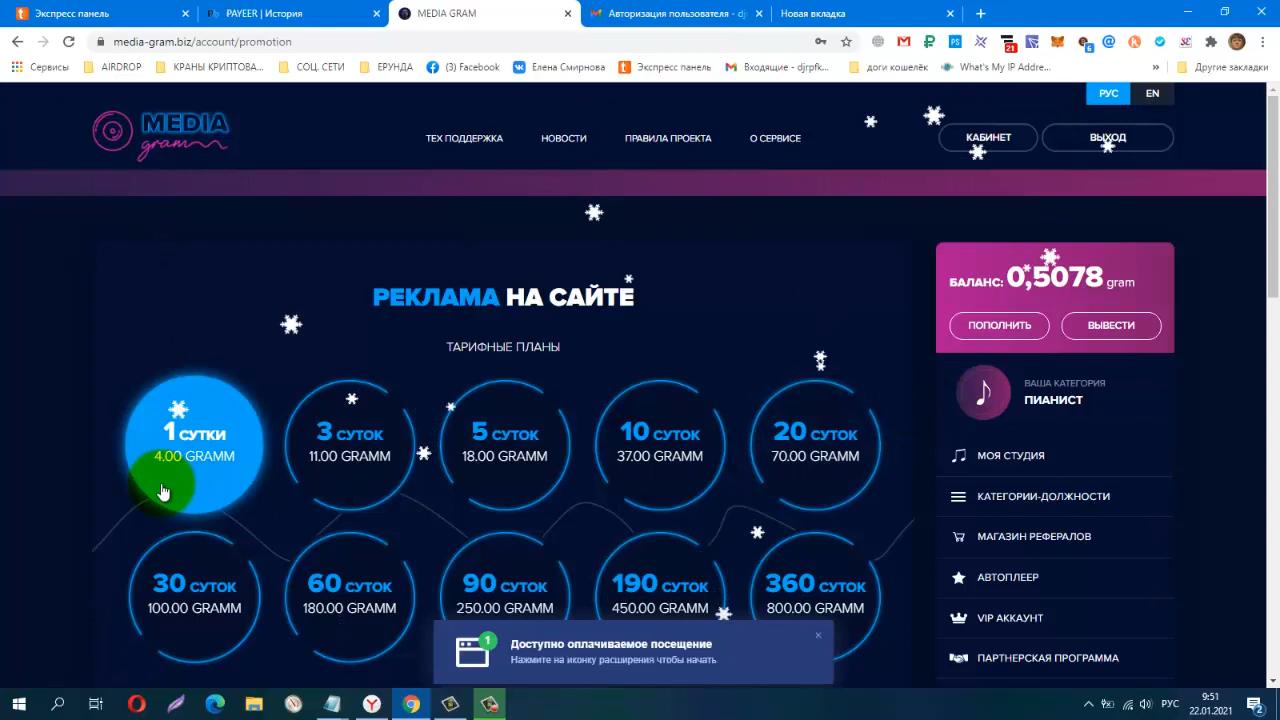 Экспресс панель
PAYEER | История
MEDIA GRAM
Авторизация пользователя - djr
Новая вкладка
media-gram.biz/account/promotion
21
6
Сервисы
AIRDROP
КРАНЫ КРИПТОВА...
СОЦ. СЕТИ
ЕРУНДА
(3) Facebook
Елена Смирнова
Экспресс панель
Входящие - djrpfk...
доги кошелёк
What's My IP Addre...
»
Другие закладки
РУС
EN
MEDIA
gram
ТЕХ ПОДДЕРЖКА
НОВОСТИ
ПРАВИЛА ПРОЕКТА
О СЕРВИСЕ
КАБИНЕТ
ВЫХОД
РЕКЛАМА НА САЙТЕ
ТАРИФНЫЕ ПЛАНЫ
1 СУТКИ
4.00 GRAMM
3 СУТОК
11.00 GRAMM
5 СУТОК
18.00 GRAMM
10 СУТОК
37.00 GRAMM
20 СУТОК
70.00 GRAMM
30 СУТОК
100.00 GRAMM
60 СУТОК
180.00 GRAMM
90 СУТОК
250.00 GRAMM
190 СУТОК
450.00 GRAMM
360 СУТОК
800.00 GRAMM
БАЛАНС: 0,5078 gram
ПОПОЛНИТЬ
ВЫВЕСТИ
ВАША КАТЕГОРИЯ
ПИАНИСТ
МОЯ СТУДИЯ
КАТЕГОРИИ-ДОЛЖНОСТИ
МАГАЗИН РЕФЕРАЛОВ
АВТОПЛЕЕР
VIP АККАУНТ
ПАРТНЕРСКАЯ ПРОГРАММА
1
Доступно оплачиваемое посещение
Нажмите на иконку расширения чтобы начать
РУС
9:51
22.01.2021
2